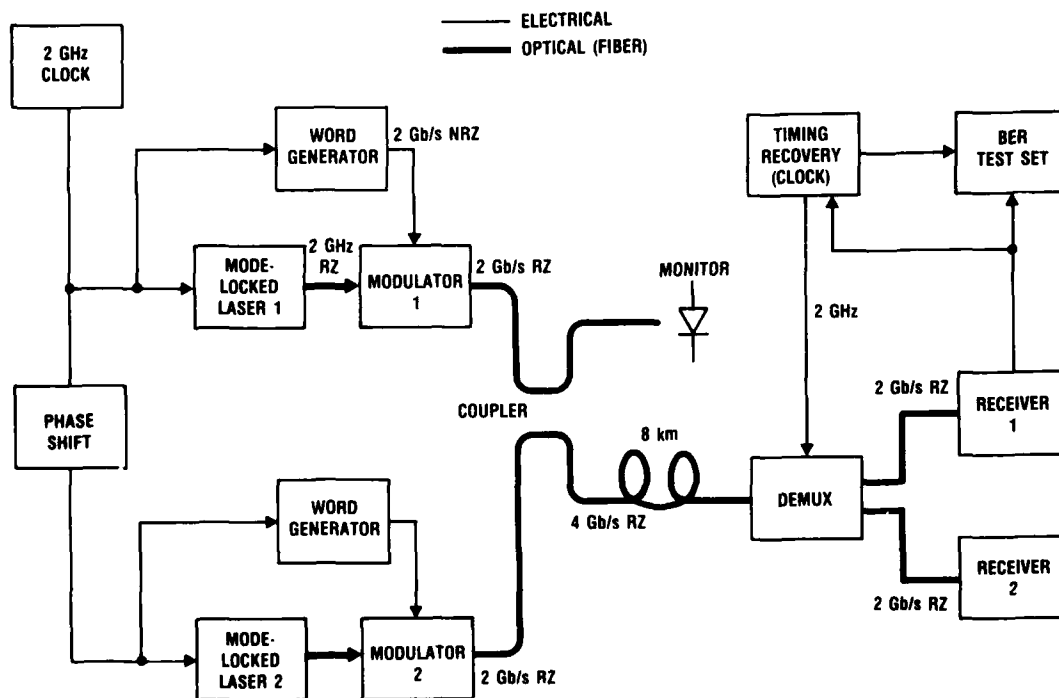 ELECTRICAL
OPTICAL (FIBER)
2 GHz
CLOCK
WORD
GENERATOR
2 Gb/s NRZ
TIMING
RECOVERY
(CLOCK)
BER
TEST SET
MODE-
LOCKED
LASER 1
2 GHz
RZ
MODULATOR
1
2 Gb/s RZ
MONITOR
2 GHz
PHASE
SHIFT
COUPLER
8 km
2 Gb/s RZ
RECEIVER
1
WORD
GENERATOR
4 Gb/s RZ
DEMUX
MODE-
LOCKED
LASER 2
MODULATOR
2
2 Gb/s RZ
2 Gb/s RZ
RECEIVER
2